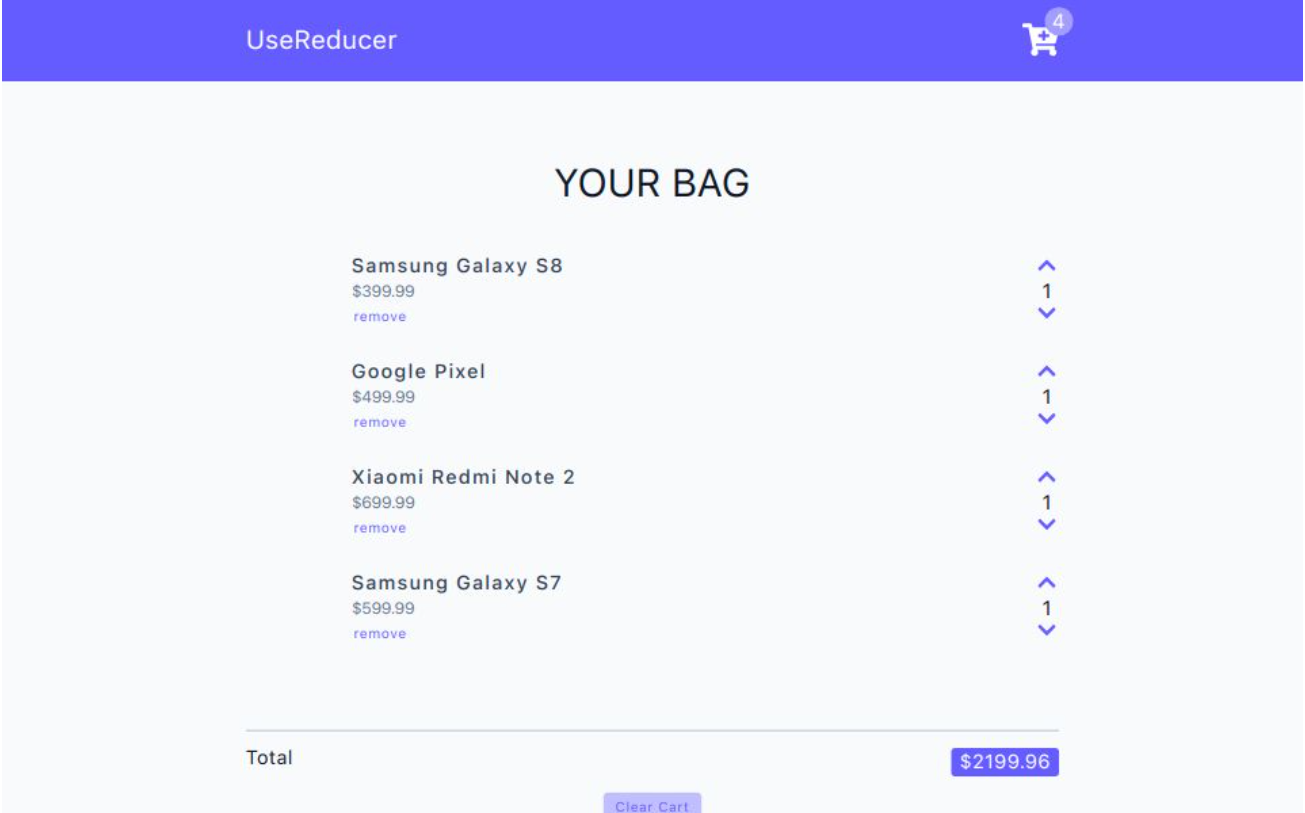 UseReducer
4
YOUR BAG
Samsung Galaxy S8
$399.99
1
remove
Google Pixel
$499.99
1
remove
Xiaomi Redmi Note 2
$699.99
1
remove
Samsung Galaxy S7
$599.99
1
remove
Total
$2199.96
Clear Cart